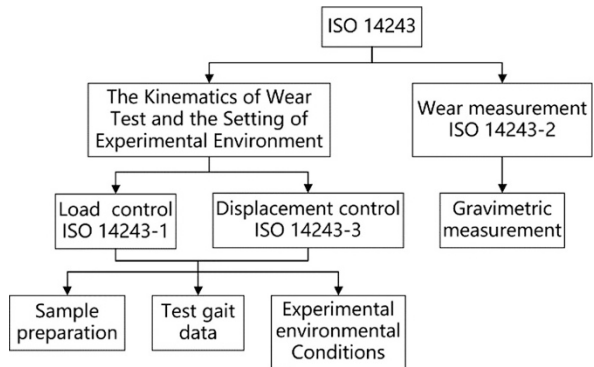 ISO 14243
The Kinematics of Wear
Test and the Setting of
Experimental Environment
Wear measurement
ISO 14243-2
Load control
ISO 14243-1
Displacement control
ISO 14243-3
Gravimetric
measurement
Sample
preparation
Test gait
data
Experimental
environmental
Conditions